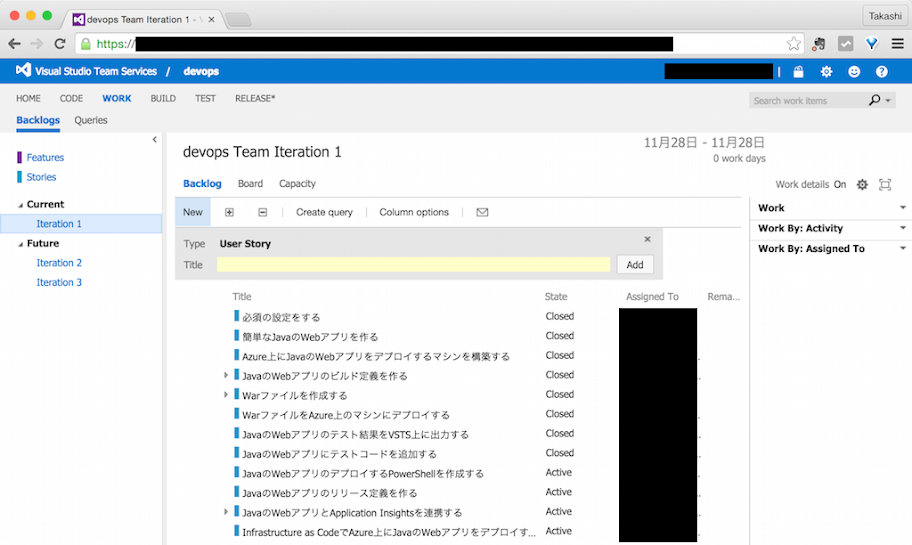 devops Team Iteration 1 -
Takashi
https://
Visual Studio Team Services / devops
HOME CODE WORK BUILD TEST RELEASE*
Search work items
Backlogs Queries
Features
Stories
Current
Iteration 1
Future
Iteration 2
Iteration 3
devops Team Iteration 1
11月28日 - 11月28日
0 work days
Backlog Board Capacity
Work details On
New Create query Column options
Type User Story
Title Add
Work
Work By: Activity
Work By: Assigned To
Title State Assigned To Rema...
必須の設定をする Closed
簡単なJavaのWebアプリを作る Closed
Azure上にJavaのWebアプリをデプロイするマシンを構築する Closed
JavaのWebアプリのビルド定義を作る Closed
Warファイルを作成する Closed
WarファイルをAzure上のマシンにデプロイする Closed
JavaのWebアプリのテスト結果をVSTS上に出力する Closed
JavaのWebアプリにテストコードを追加する Closed
JavaのWebアプリのデプロイするPowerShellを作成する Active
JavaのWebアプリのリリース定義を作る Active
JavaのWebアプリとApplication Insightsを連携する Active
Infrastructure as CodeでAzure上にJavaのWebアプリをデプロイす... Active